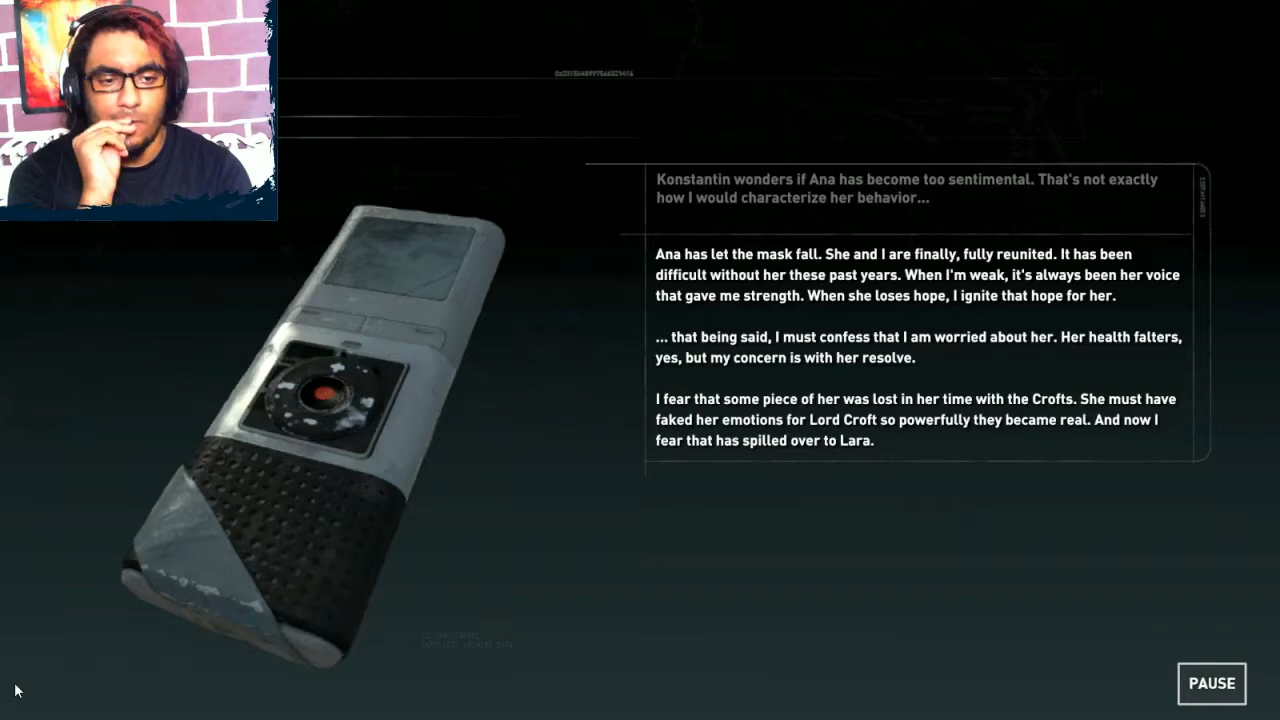 Konstantin wonders if Ana has become too sentimental. That's not exactly
how I would characterize her behavior...
Ana has let the mask fall. She and I are finally, fully reunited. It has been
difficult without her these past years. When I'm weak, it's always been her voice
that gave me strength. When she loses hope, I ignite that hope for her.
... that being said, I must confess that I am worried about her. Her health falters,
yes, but my concern is with her resolve.
I fear that some piece of her was lost in her time with the Crofts. She must have
faked her emotions for Lord Croft so powerfully they became real. And now I
fear that has spilled over to Lara.
PAUSE